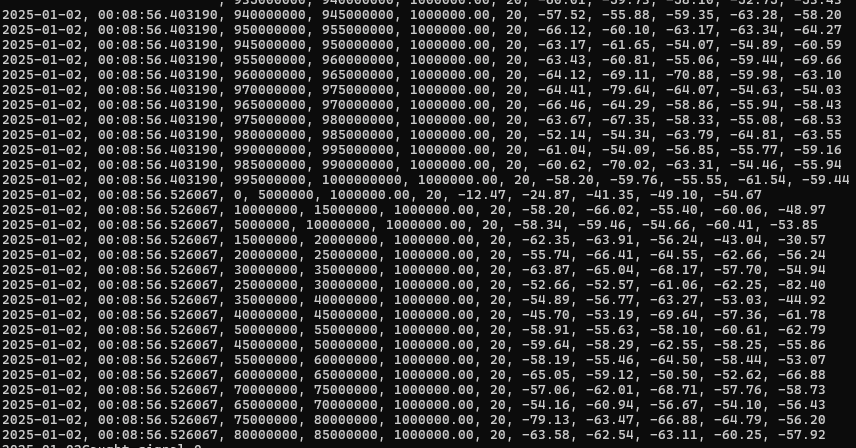 2025-01-02, 00:08:56.403190, 940000000, 945000000, 1000000.00, 20, -57.52, -55.88, -59.35, -63.28, -58.20
2025-01-02, 00:08:56.403190, 950000000, 955000000, 1000000.00, 20, -66.12, -60.10, -63.17, -63.34, -64.27
2025-01-02, 00:08:56.403190, 945000000, 950000000, 1000000.00, 20, -63.17, -61.65, -54.07, -54.89, -60.59
2025-01-02, 00:08:56.403190, 955000000, 960000000, 1000000.00, 20, -63.43, -60.81, -55.06, -59.44, -69.66
2025-01-02, 00:08:56.403190, 960000000, 965000000, 1000000.00, 20, -64.12, -69.11, -70.88, -59.98, -63.10
2025-01-02, 00:08:56.403190, 970000000, 975000000, 1000000.00, 20, -64.41, -79.64, -64.07, -54.63, -54.03
2025-01-02, 00:08:56.403190, 965000000, 970000000, 1000000.00, 20, -66.46, -64.29, -58.86, -55.94, -58.43
2025-01-02, 00:08:56.403190, 975000000, 980000000, 1000000.00, 20, -63.67, -67.35, -58.33, -55.08, -68.53
2025-01-02, 00:08:56.403190, 980000000, 985000000, 1000000.00, 20, -52.14, -54.34, -63.79, -64.81, -63.55
2025-01-02, 00:08:56.403190, 990000000, 995000000, 1000000.00, 20, -61.04, -54.09, -56.89, -55.77, -59.16
2025-01-02, 00:08:56.403190, 985000000, 990000000, 1000000.00, 20, -60.62, -70.02, -63.31, -54.46, -55.94
2025-01-02, 00:08:56.403190, 995000000, 1000000000, 1000000.00, 20, -58.20, -59.76, -55.55, -61.54, -59.44
2025-01-02, 00:08:56.526067, 0, 5000000, 1000000.00, 20, -12.47, -24.87, -41.35, -49.10, -54.67
2025-01-02, 00:08:56.526067, 10000000, 15000000, 1000000.00, 20, -58.20, -66.02, -55.40, -60.06, -48.97
2025-01-02, 00:08:56.526067, 5000000, 10000000, 1000000.00, 20, -58.34, -59.46, -54.66, -60.41, -53.85
2025-01-02, 00:08:56.526067, 15000000, 20000000, 1000000.00, 20, -62.35, -63.91, -56.24, -43.04, -30.57
2025-01-02, 00:08:56.526067, 20000000, 25000000, 1000000.00, 20, -55.74, -66.41, -64.55, -62.66, -56.24
2025-01-02, 00:08:56.526067, 30000000, 35000000, 1000000.00, 20, -63.87, -65.04, -68.17, -57.70, -54.94
2025-01-02, 00:08:56.526067, 25000000, 30000000, 1000000.00, 20, -52.66, -52.57, -61.06, -62.25, -82.40
2025-01-02, 00:08:56.526067, 35000000, 40000000, 1000000.00, 20, -54.89, -56.77, -63.27, -53.03, -44.92
2025-01-02, 00:08:56.526067, 40000000, 45000000, 1000000.00, 20, -45.70, -53.19, -69.64, -57.36, -61.78
2025-01-02, 00:08:56.526067, 50000000, 55000000, 1000000.00, 20, -58.91, -55.63, -58.10, -60.61, -62.79
2025-01-02, 00:08:56.526067, 45000000, 50000000, 1000000.00, 20, -59.64, -58.29, -62.55, -58.25, -55.86
2025-01-02, 00:08:56.526067, 55000000, 60000000, 1000000.00, 20, -58.19, -55.46, -64.50, -58.44, -53.07
2025-01-02, 00:08:56.526067, 60000000, 65000000, 1000000.00, 20, -65.05, -59.12, -50.50, -52.62, -66.88
2025-01-02, 00:08:56.526067, 70000000, 75000000, 1000000.00, 20, -57.06, -62.01, -68.71, -57.76, -58.73
2025-01-02, 00:08:56.526067, 65000000, 70000000, 1000000.00, 20, -54.16, -60.94, -56.67, -54.10, -56.43
2025-01-02, 00:08:56.526067, 75000000, 80000000, 1000000.00, 20, -79.13, -63.47, -66.88, -64.79, -56.20
2025-01-02, 00:08:56.526067, 80000000, 85000000, 1000000.00, 20, -63.58, -62.54, -63.11, -60.25, -57.92